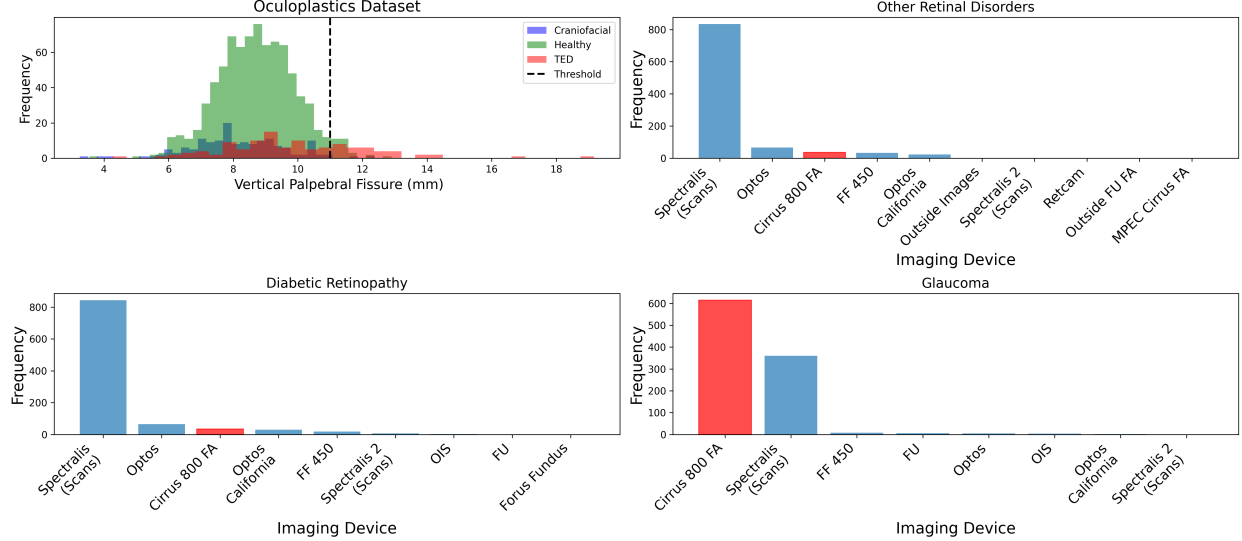 Oculoplastics Dataset
Frequency
60
40
20
0
4
6
8
10
12
14
16
18
Vertical Palpebral Fissure (mm)
Craniofacial
Healthy
TED
Threshold
Other Retinal Disorders
Frequency
800
600
400
200
0
Spectralis
(Scans)
Optos
Cirrus 800 FA
FF 450
Optos
California
Outside Images
Spectralis 2
(Scans)
Retcam
Outside FU FA
MPEC Cirrus FA
Imaging Device
Diabetic Retinopathy
Frequency
800
600
400
200
0
Spectralis
(Scans)
Optos
Cirrus 800 FA
Optos
California
FF 450
Spectralis 2
(Scans)
OIS
FU
Forus Fundus
Imaging Device
Glaucoma
Frequency
600
500
400
300
200
100
0
Cirrus 800 FA
Spectralis
(Scans)
FF 450
FU
Optos
OIS
Optos
California
Spectralis 2
(Scans)
Imaging Device